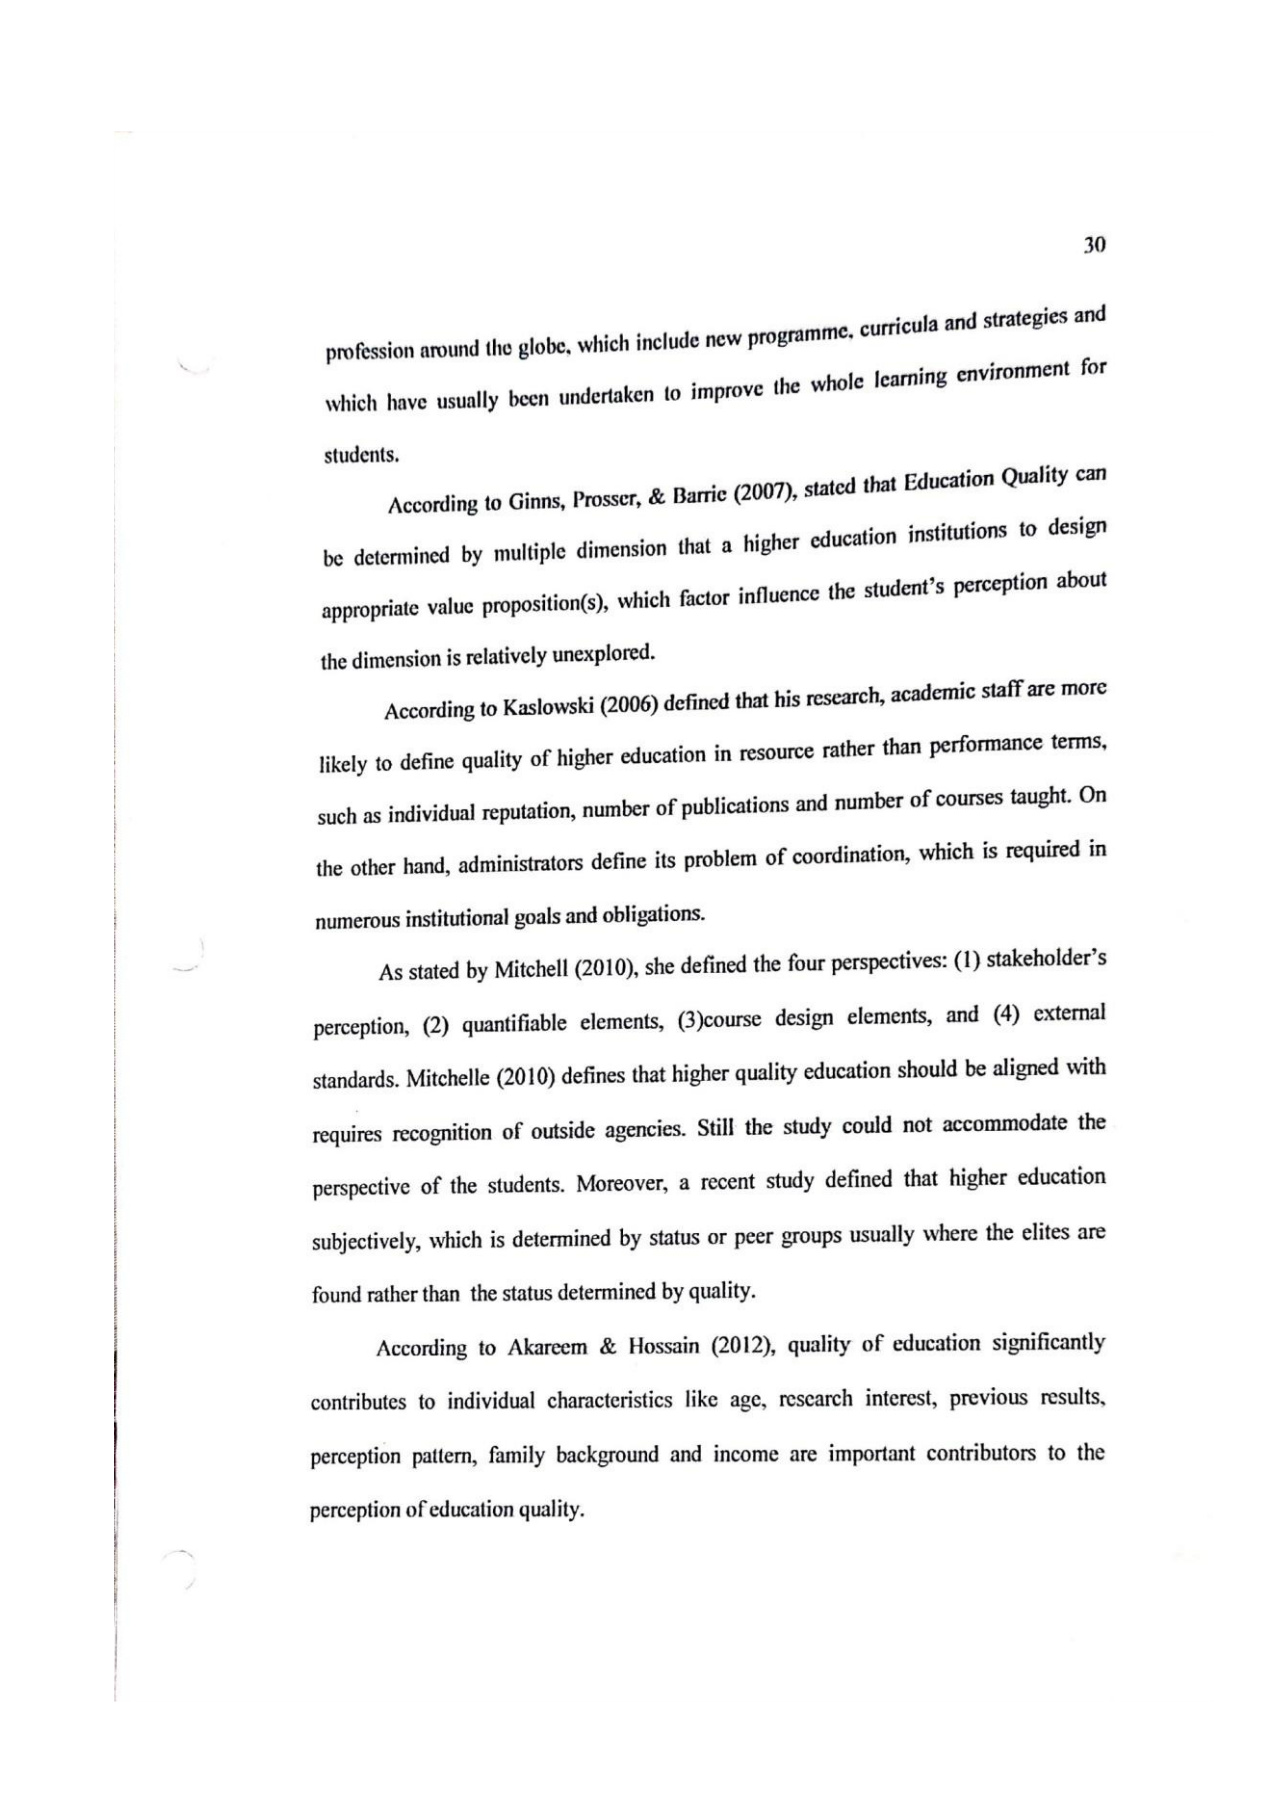 30
profession around the globe, which include new programme, curricula and strategies and
which have usually been undertaken to improve the whole learning environment for
students.
According to Ginns, Prosser, & Barrie (2007), stated that Education Quality can
be determined by multiple dimension that a higher education institutions to design
appropriate value proposition(s), which factor influence the student's perception about
the dimension is relatively unexplored.
According to Kaslowski (2006) defined that his research, academic staff are more
likely to define quality of higher education in resource rather than performance terms,
such as individual reputation, number of publications and number of courses taught. On
the other hand, administrators define its problem of coordination, which is required in
numerous institutional goals and obligations.
As stated by Mitchell (2010), she defined the four perspectives: (1) stakeholder's
perception, (2) quantifiable elements, (3)course design elements, and (4) external
standards. Mitchelle (2010) defines that higher quality education should be aligned with
requires recognition of outside agencies. Still the study could not accommodate the
perspective of the students. Moreover, a recent study defined that higher education
subjectively, which is determined by status or peer groups usually where the elites are
found rather than the status determined by quality.
According to Akareem & Hossain (2012), quality of education significantly
contributes to individual characteristics like age, research interest, previous results,
perception pattern, family background and income are important contributors to the
perception of education quality.